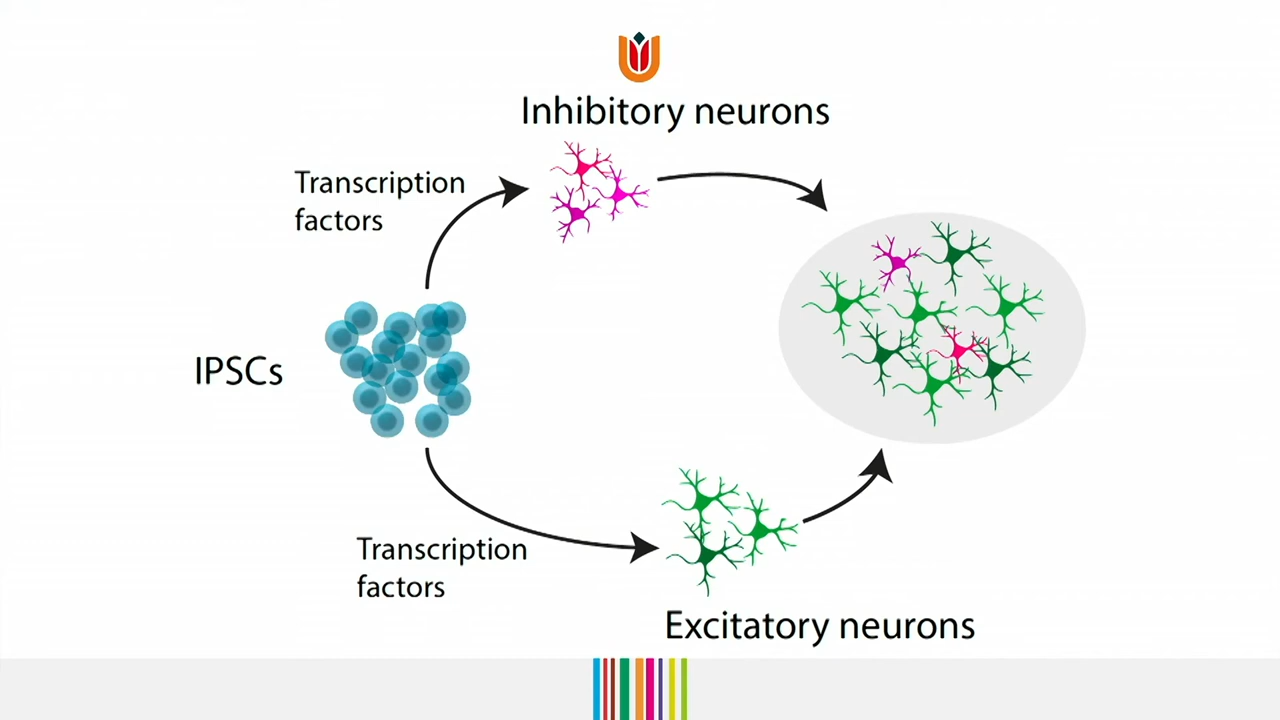 Inhibitory neurons
Transcription
factors
IPSCs
Transcription
factors
Excitatory neurons